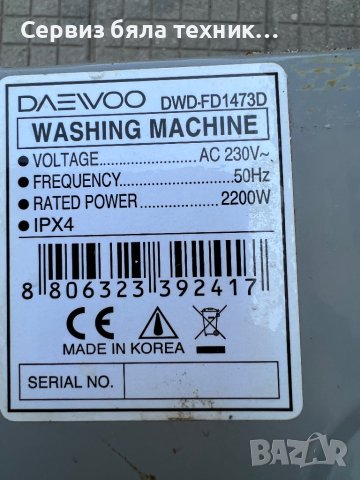 Сервиз бяла техник...
DAEWOO DWD-FD1473D
WASHING MACHINE
● VOLTAGE AC 230V~
● FREQUENCY 50Hz
● RATED POWER 2200W
● IPX4
8 806323 392417
CE
MADE IN KOREA
SERIAL NO.
BAZAR